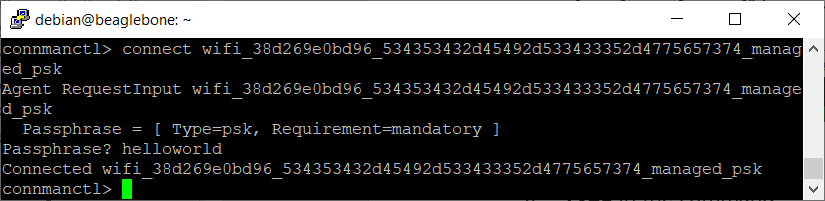 debian@beaglebone: ~
connmanctl> connect wifi_38d269e0bd96_534353432d45492d533433352d4775657374_manag
ed_psk
Agent RequestInput wifi_38d269e0bd96_534353432d45492d533433352d4775657374_manage
d_psk
  Passphrase = [ Type=psk, Requirement=mandatory ]
Passphrase? helloworld
Connected wifi_38d269e0bd96_534353432d45492d533433352d4775657374_managed_psk
connmanctl>